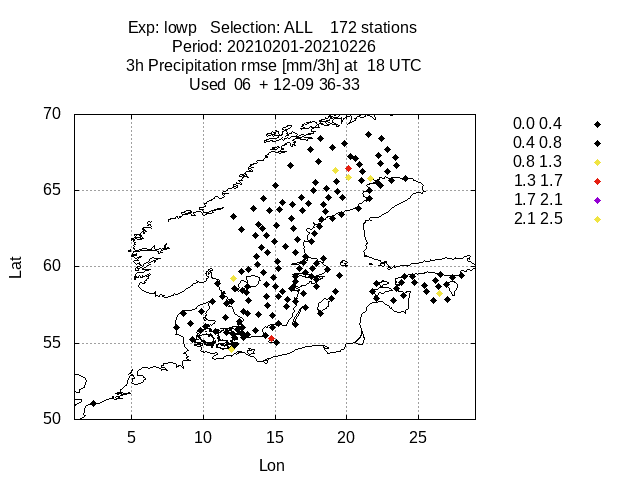 Exp: lowp Selection: ALL 172 stations
Period: 20210201-20210226
3h Precipitation rmse [mm/3h] at 18 UTC
Used 06 + 12-09 36-33
0.0 0.4
0.4 0.8
0.8 1.3
1.3 1.7
1.7 2.1
2.1 2.5
70
65
60
55
50
Lat
5 10 15 20 25
Lon